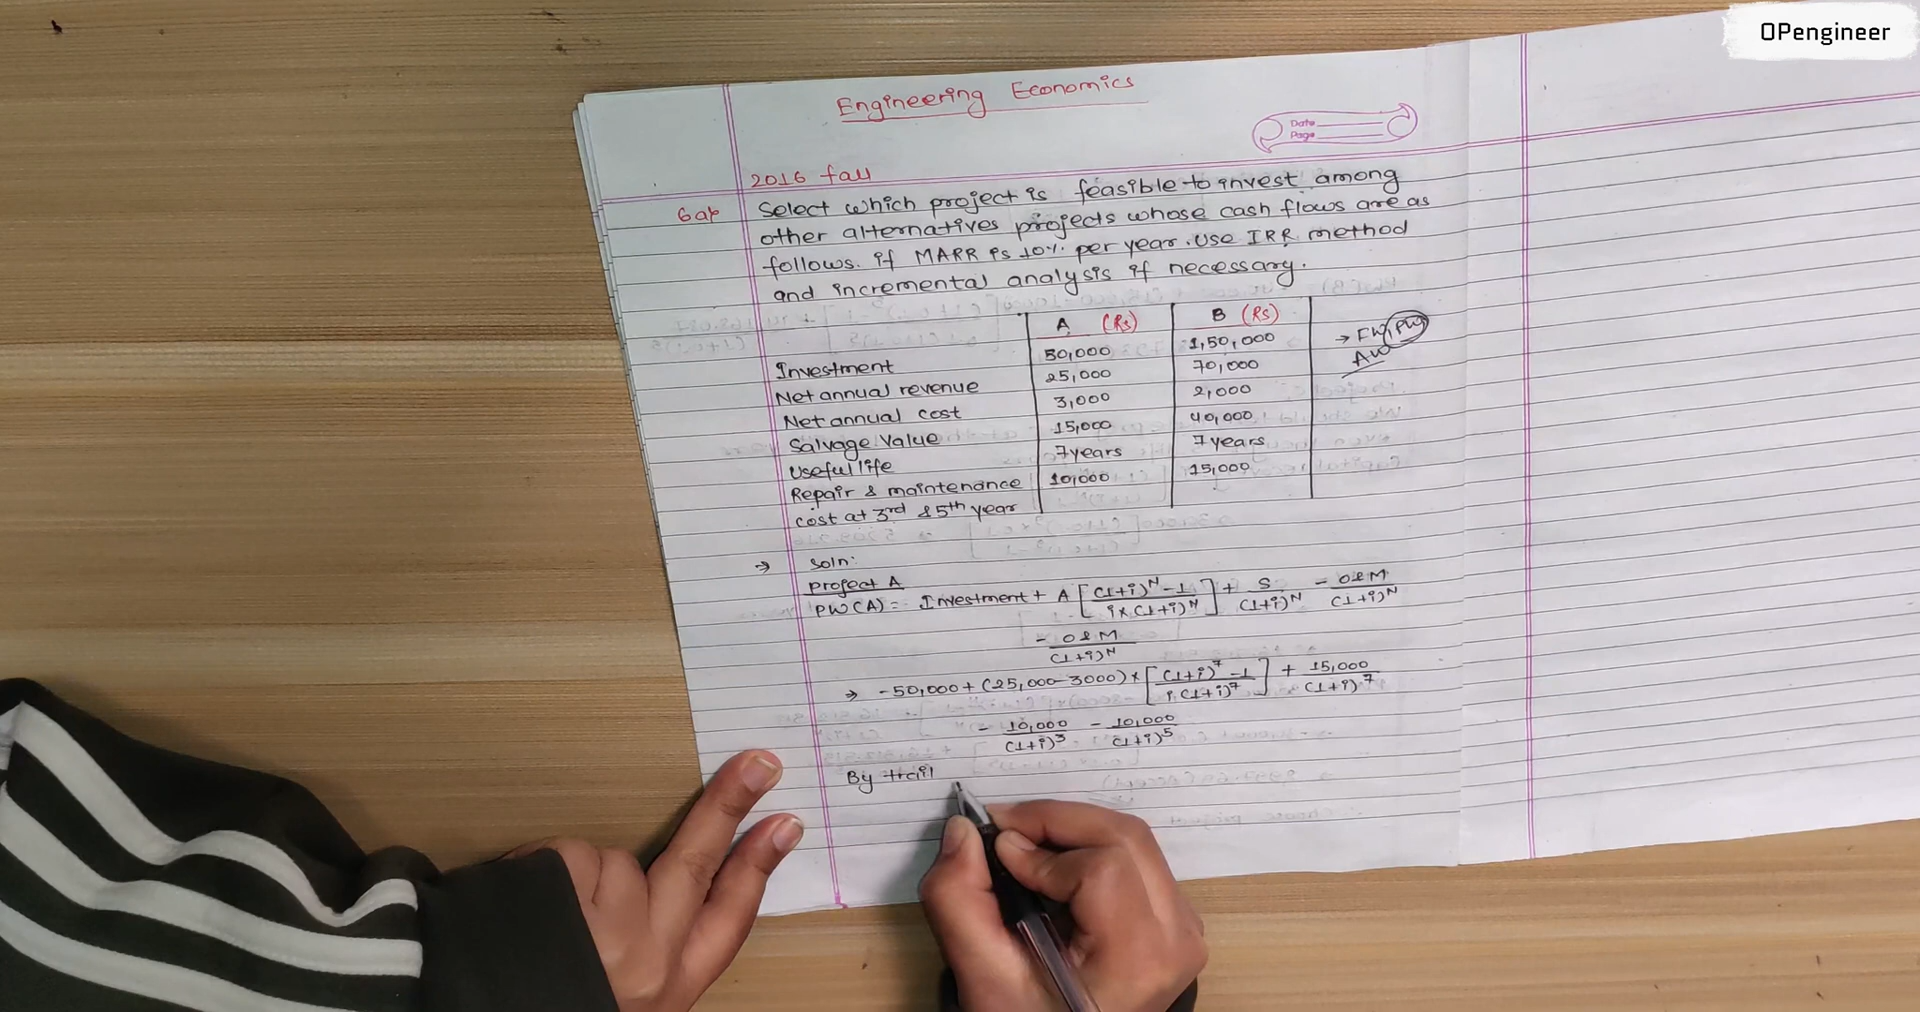 OPengineer
Engineering Economics
Date
Page
2016 fall
6 a)
Select which project is feasible to invest among
other alternatives projects whose cash flows are as
follows. if MARR is 10% per year. Use IRR method
and incremental analysis if necessary.
A (Rs) B (Rs)
Investment 50,000 1,50,000 → FW, PW
AW
Net annual revenue 25,000 70,000
Net annual cost 3,000 2,000
Salvage value 15,000 40,000
Useful life 7years 7years
Repair & maintenance 10,000 15,000
cost at 3rd & 5th year
→ Soln:
project A
PW(A) = Investment + A [(1+i)^N -1 / i×(1+i)^N] + S/(1+i)^N - O&M/(1+i)^N
- O&M/(1+i)^N
→ -50,000 + (25,000-3000) × [(1+i)^7 -1 / i(1+i)^7] + 15,000/(1+i)^7
- 10,000/(1+i)^3 - 10,000/(1+i)^5
By trail